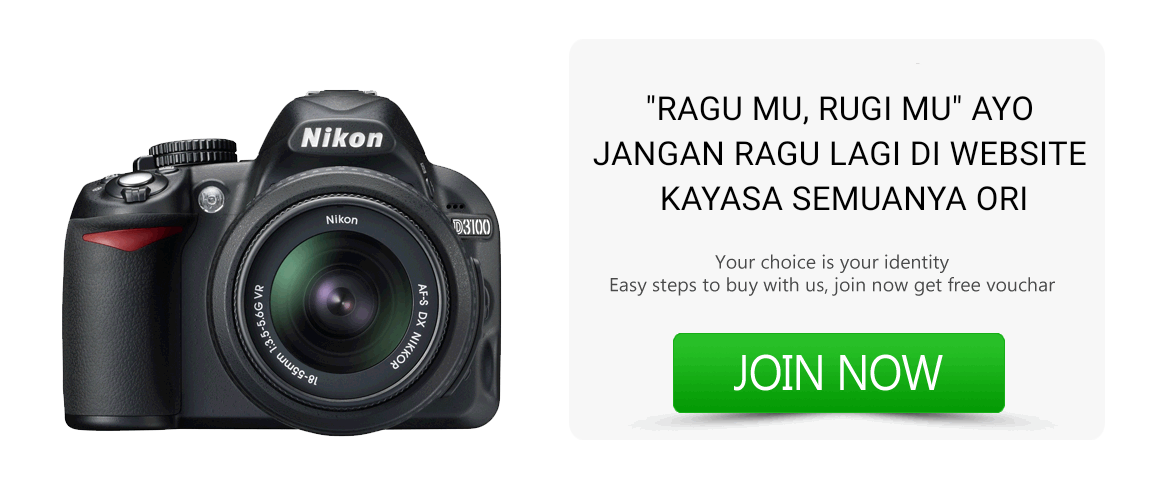 Nikon
D3100
Nikon
AF-S DX NIKKOR
18-55mm 1:3.5-5.6G VR
"RAGU MU, RUGI MU" AYO
JANGAN RAGU LAGI DI WEBSITE
KAYASA SEMUANYA ORI
Your choice is your identity
Easy steps to buy with us, join now get free vouchar
JOIN NOW